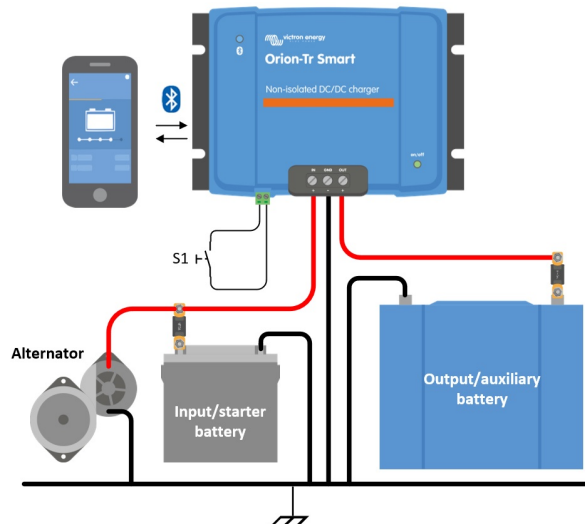 victron energy
Orion-Tr Smart
Non-isolated DC/DC charger
on/off
IN GND OUT
+ − +
S1
Alternator
Input/starter
battery
Output/auxiliary
battery